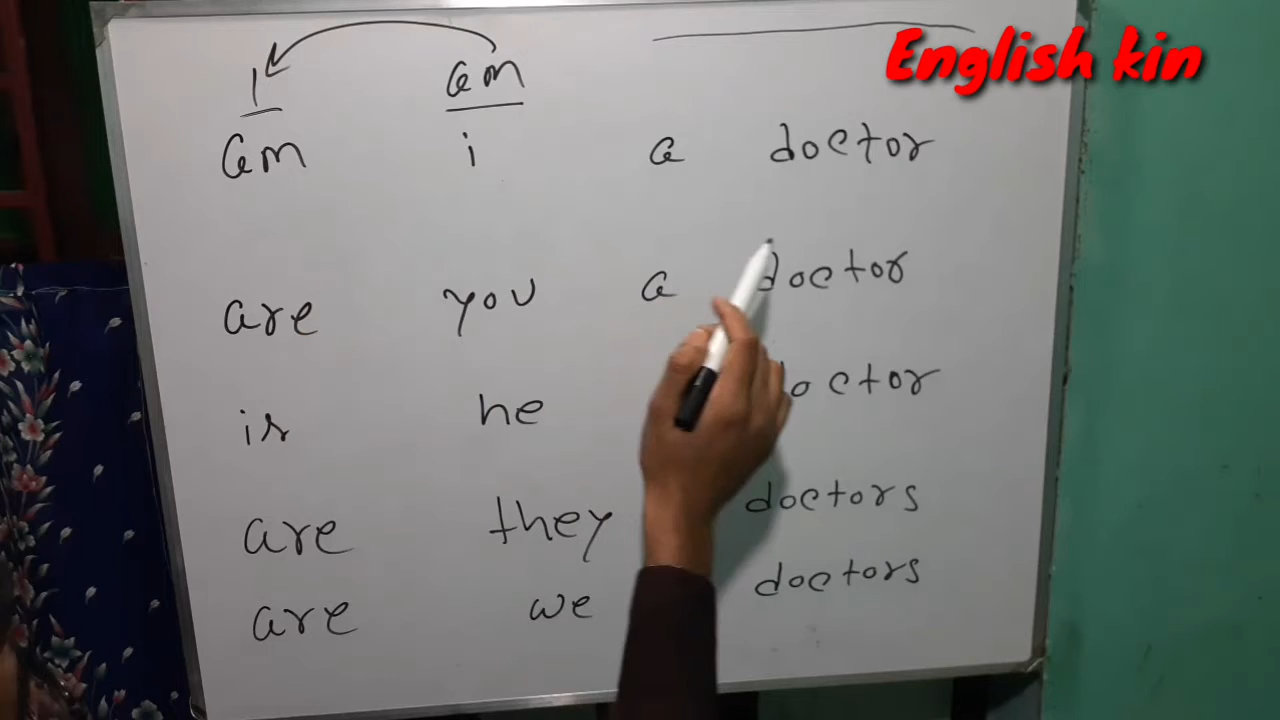 English kin
I am
am i a doctor
are you a doctor
is he doctor
are they doctors
are we doctors